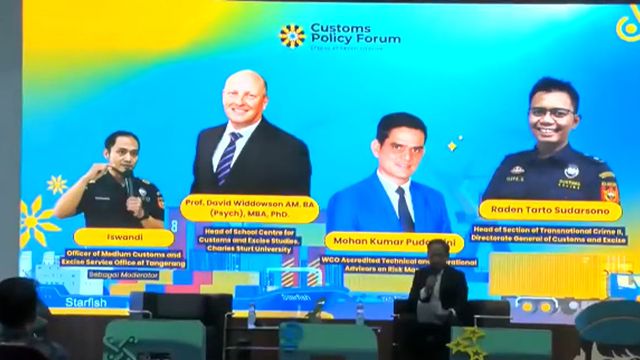 Customs
Policy Forum
Iswandi
Officer of Medium Customs and
Excise Service Office of Tangerang
Sebagai Moderator
Prof. David Widdowson AM. BA
(Psych), MBA, PhD.
Head of School Centre for
Customs and Excise Studies,
Charles Sturt University
Mohan Kumar
WCO Accredited Technical and
Advisors on Risk
Raden Tarto Sudarsono
Head of Section of Transnational Crime II,
Directorate General of Customs and Excise
Starfish